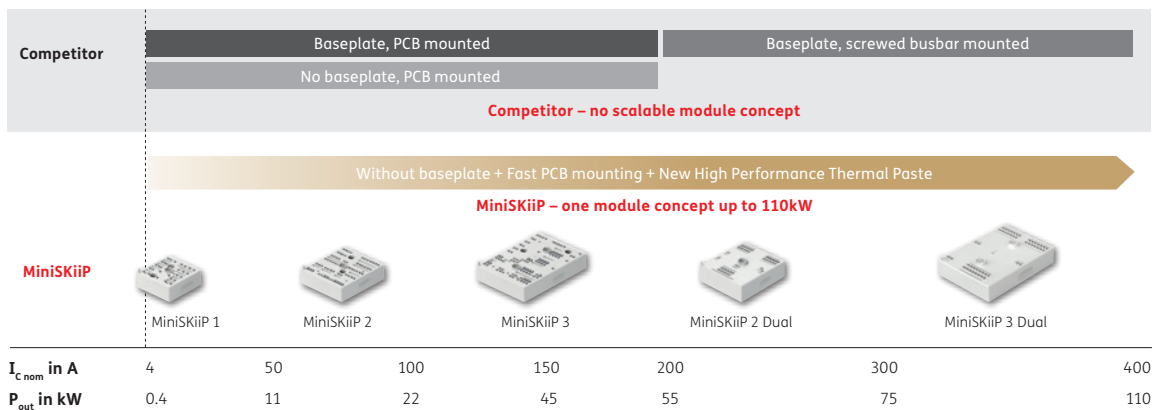 Competitor
Baseplate, PCB mounted
Baseplate, screwed busbar mounted
No baseplate, PCB mounted
Competitor – no scalable module concept
Without baseplate + Fast PCB mounting + New High Performance Thermal Paste
MiniSKiiP – one module concept up to 110kW
MiniSKiiP
MiniSKiiP 1
MiniSKiiP 2
MiniSKiiP 3
MiniSKiiP 2 Dual
MiniSKiiP 3 Dual
I C nom in A 4 50 100 150 200 300 400
P out in kW 0.4 11 22 45 55 75 110